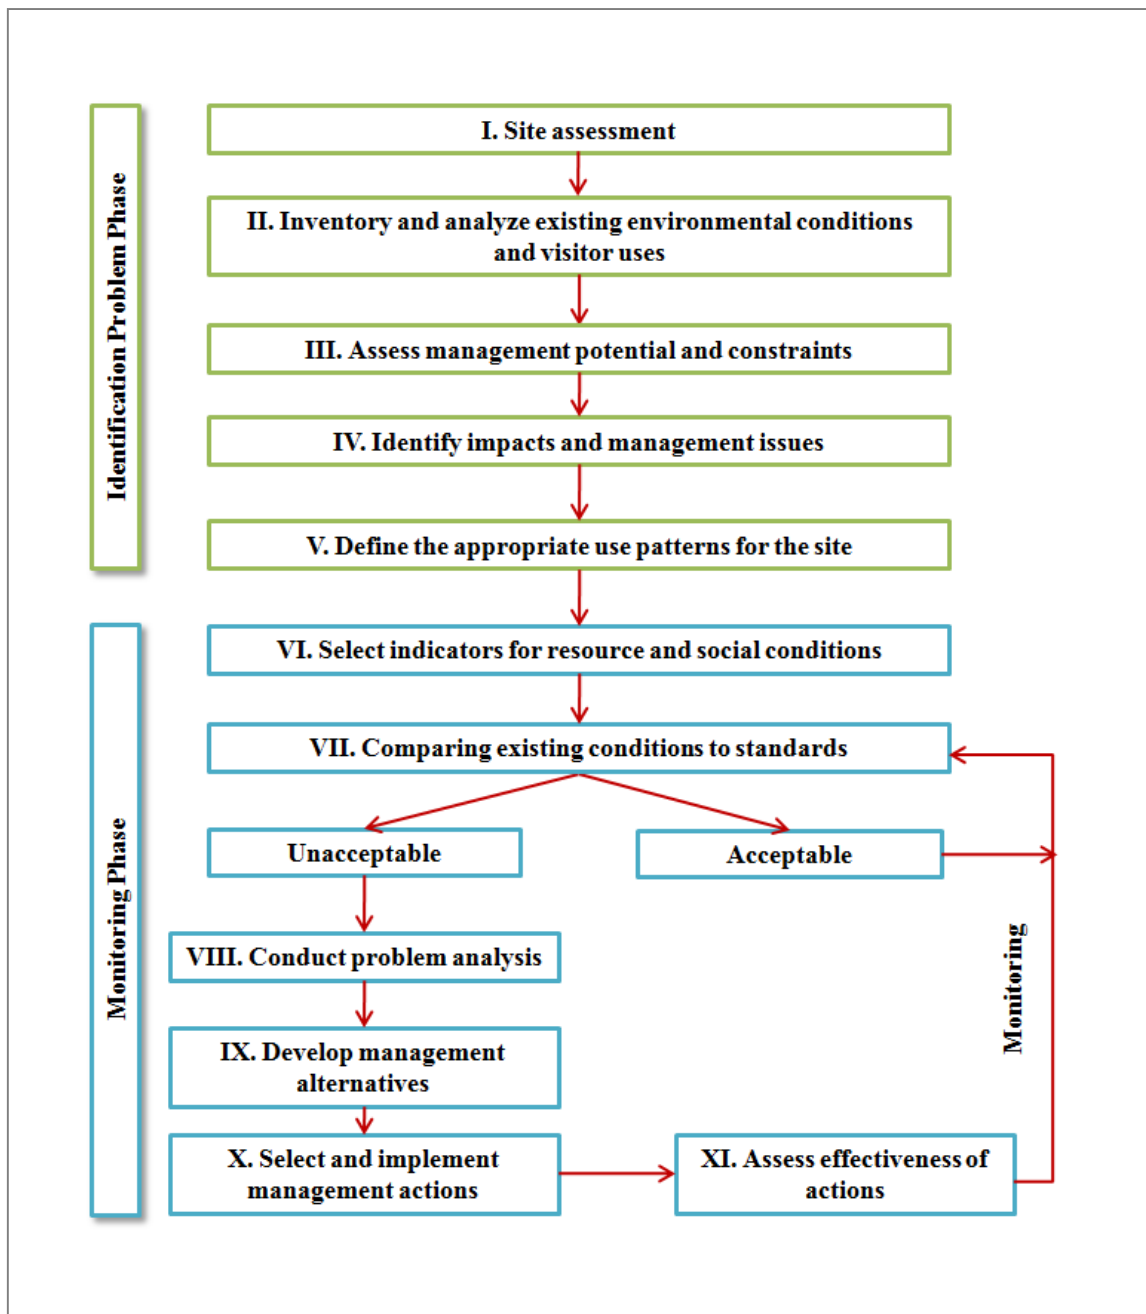 Identification Problem Phase
I. Site assessment
II. Inventory and analyze existing environmental conditions
and visitor uses
III. Assess management potential and constraints
IV. Identify impacts and management issues
V. Define the appropriate use patterns for the site
Monitoring Phase
VI. Select indicators for resource and social conditions
VII. Comparing existing conditions to standards
Unacceptable
Acceptable
VIII. Conduct problem analysis
IX. Develop management
alternatives
X. Select and implement
management actions
XI. Assess effectiveness of
actions
Monitoring